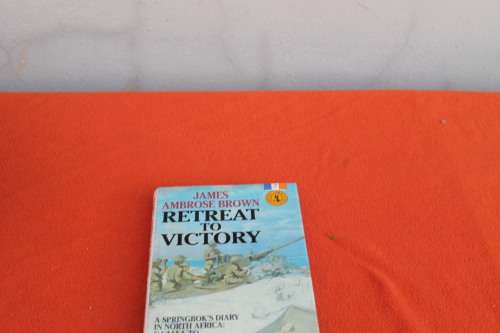 JAMES
AMBROSE BROWN
RETREAT
TO
VICTORY
A SPRINGBOK'S DIARY
IN NORTH AFRICA: